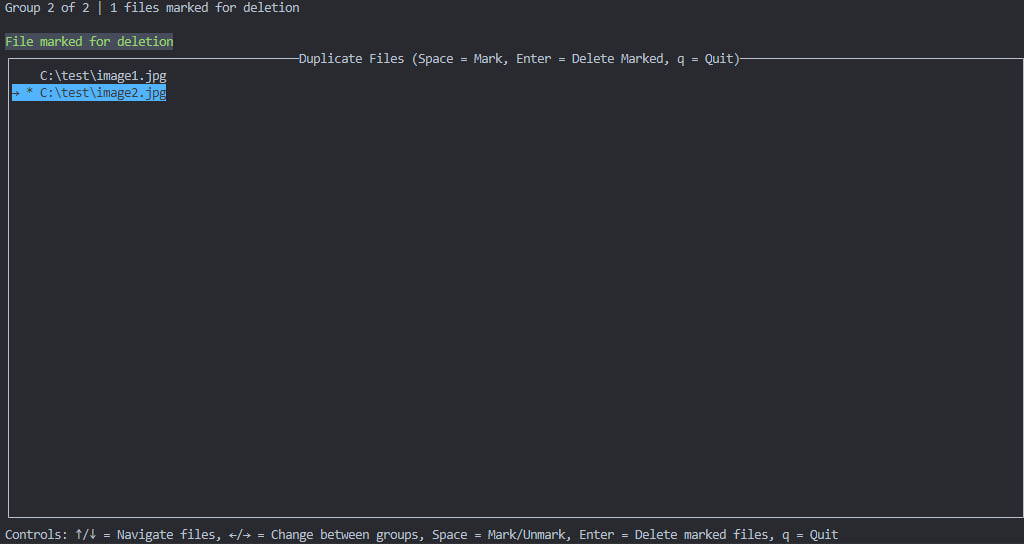 Group 2 of 2 | 1 files marked for deletion
File marked for deletion
Duplicate Files (Space = Mark, Enter = Delete Marked, q = Quit)
C:\test\image1.jpg
→ * C:\test\image2.jpg
Controls: ↑/↓ = Navigate files, ←/→ = Change between groups, Space = Mark/Unmark, Enter = Delete marked files, q = Quit